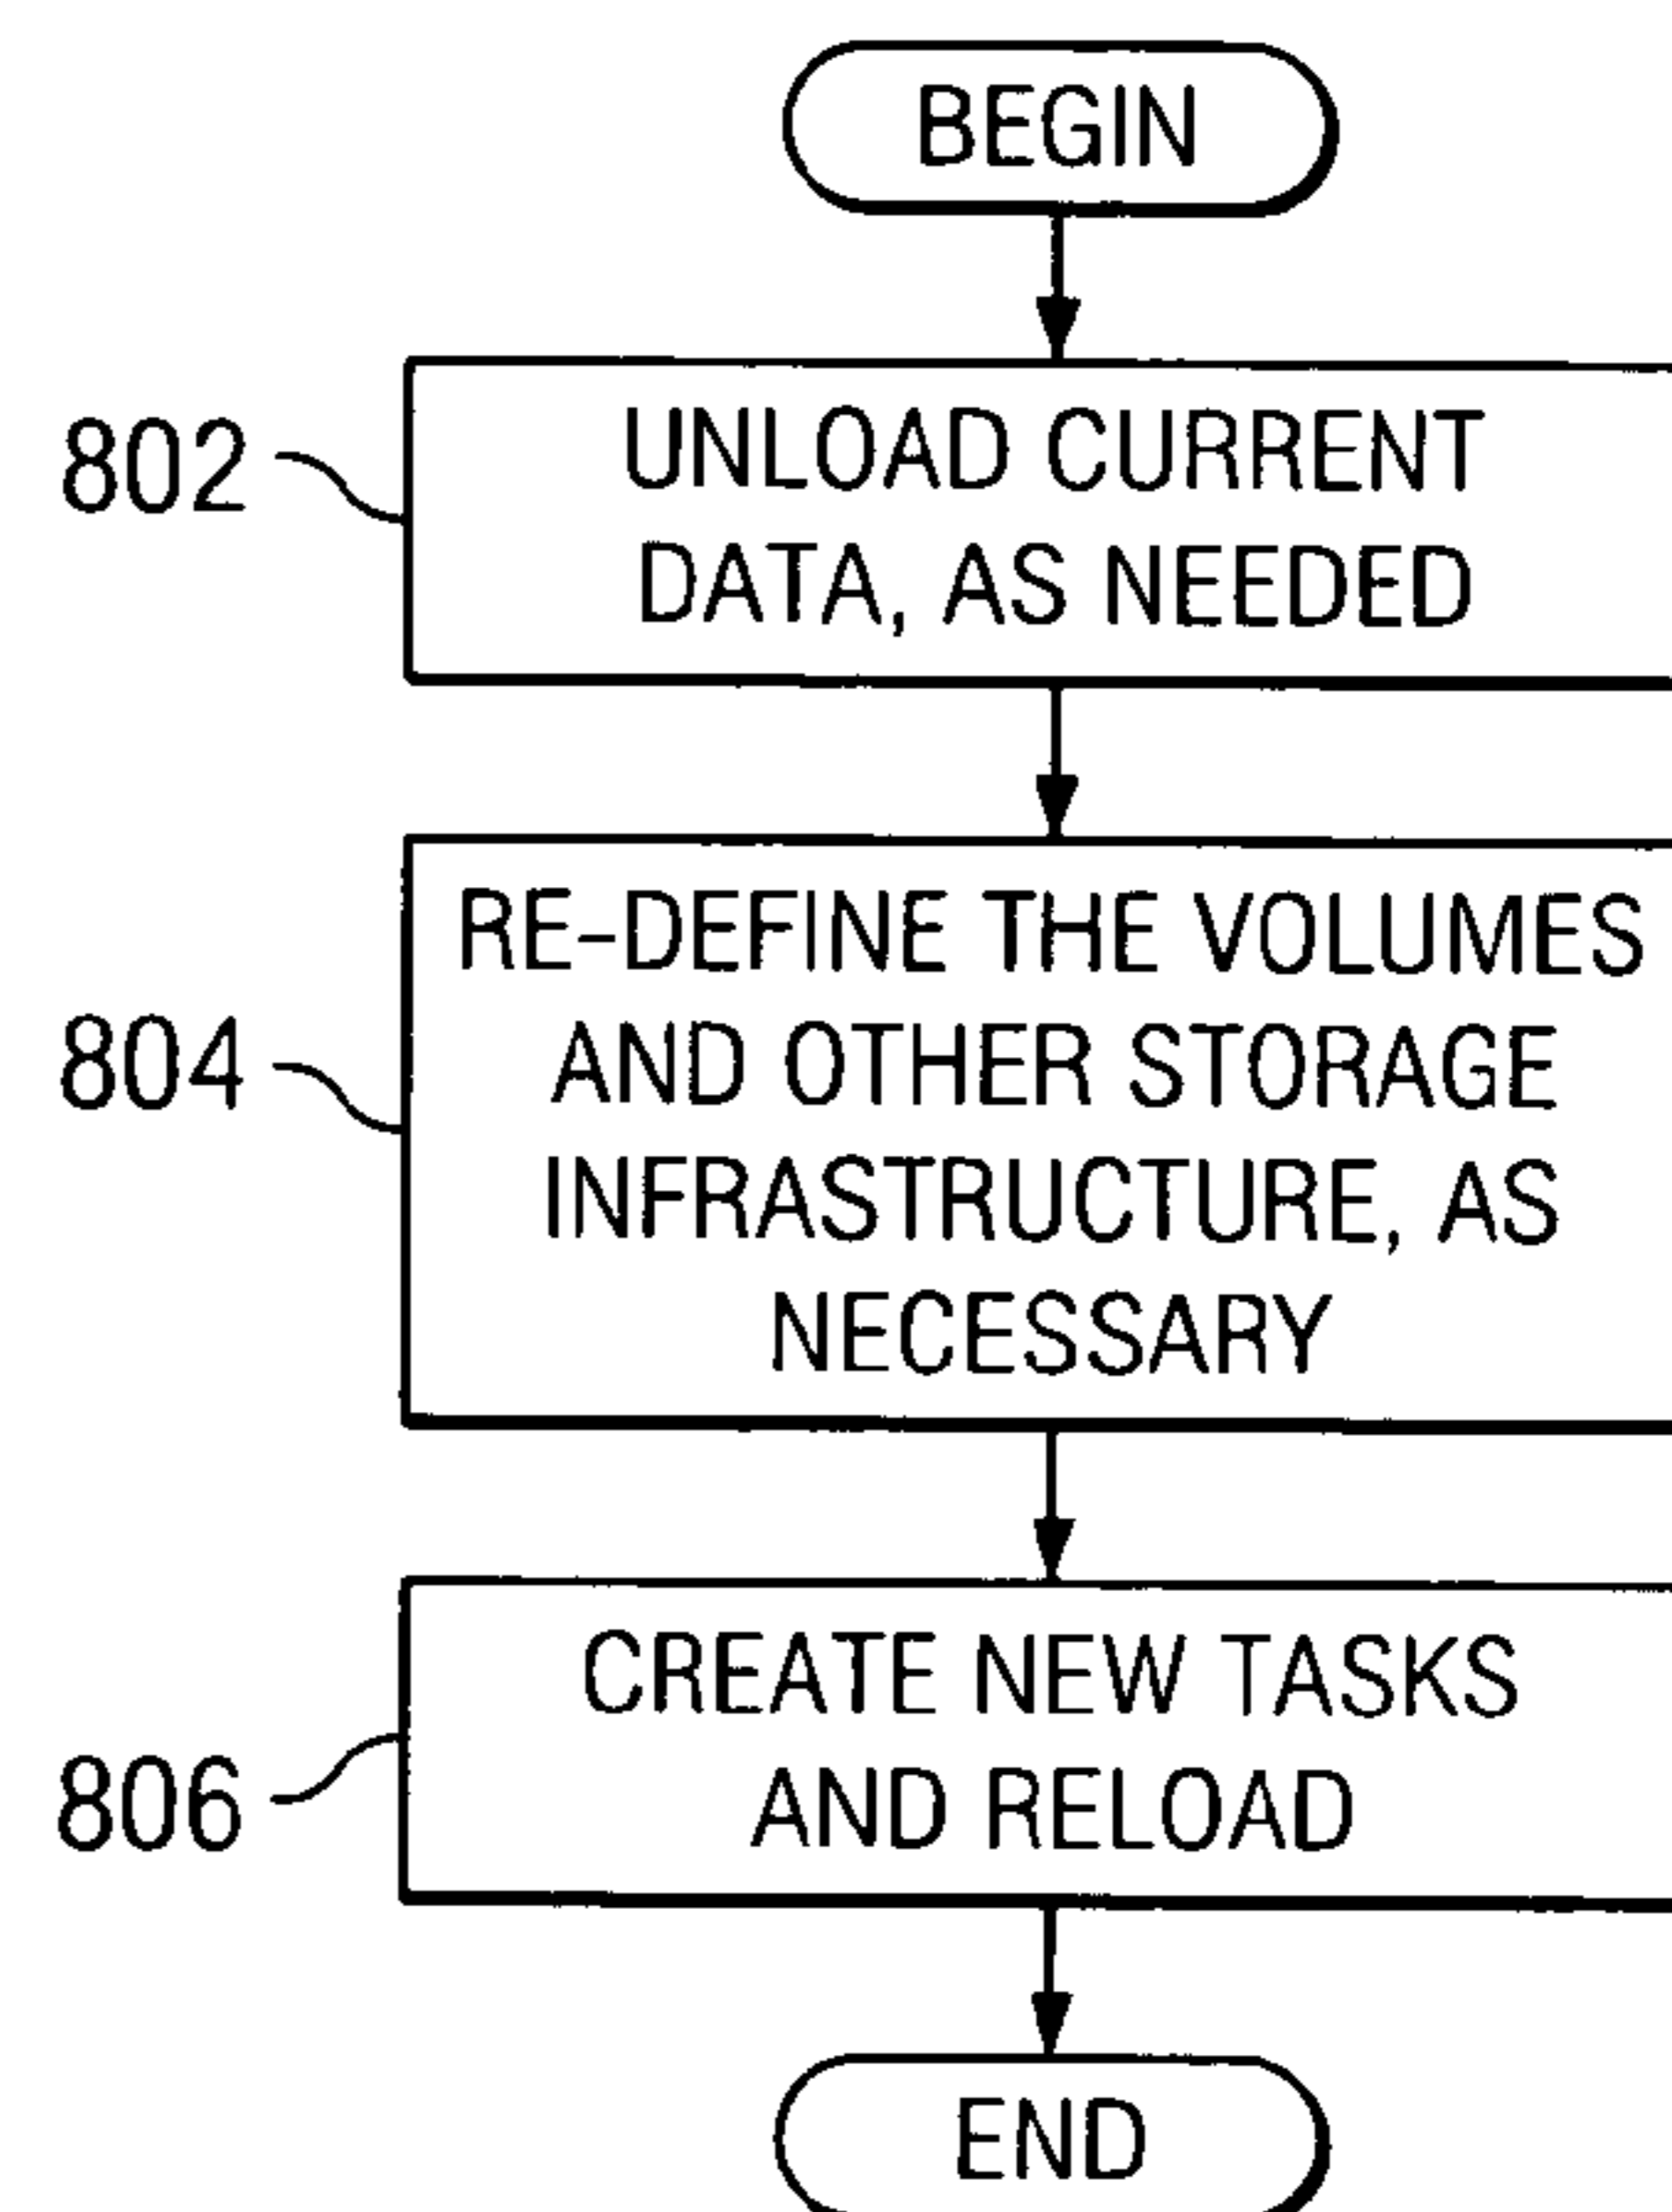 BEGIN
802
UNLOAD CURRENT
DATA, AS NEEDED
804
RE-DEFINE THE VOLUMES
AND OTHER STORAGE
INFRASTRUCTURE, AS
NECESSARY
806
CREATE NEW TASKS
AND RELOAD
END